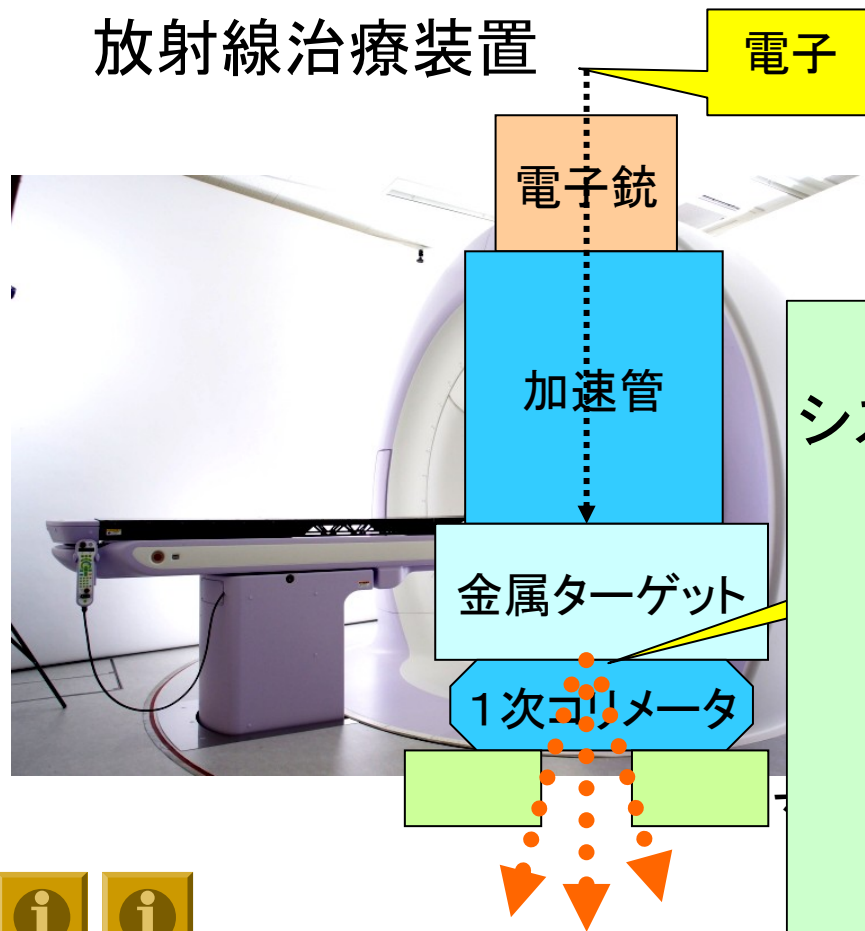 放射線治療装置
電子
電子銃
加速管
金属ターゲット
１次コリメータ